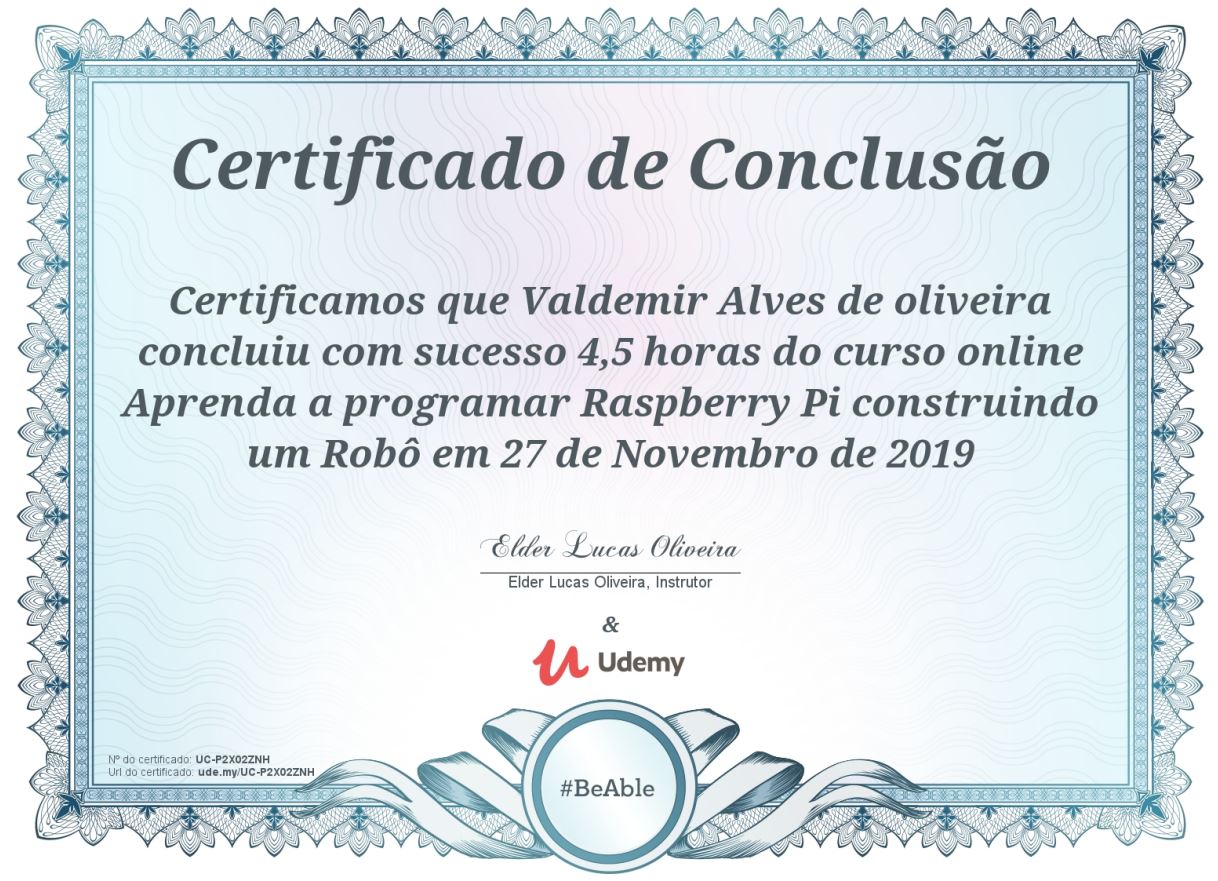 Certificado de Conclusão
Certificamos que Valdemir Alves de oliveira
concluiu com sucesso 4,5 horas do curso online
Aprenda a programar Raspberry Pi construindo
um Robô em 27 de Novembro de 2019
Elder Lucas Oliveira
Elder Lucas Oliveira, Instrutor
&
Udemy
Nº do certificado: UC-P2X02ZNH
Url do certificado: ude.my/UC-P2X02ZNH
#BeAble